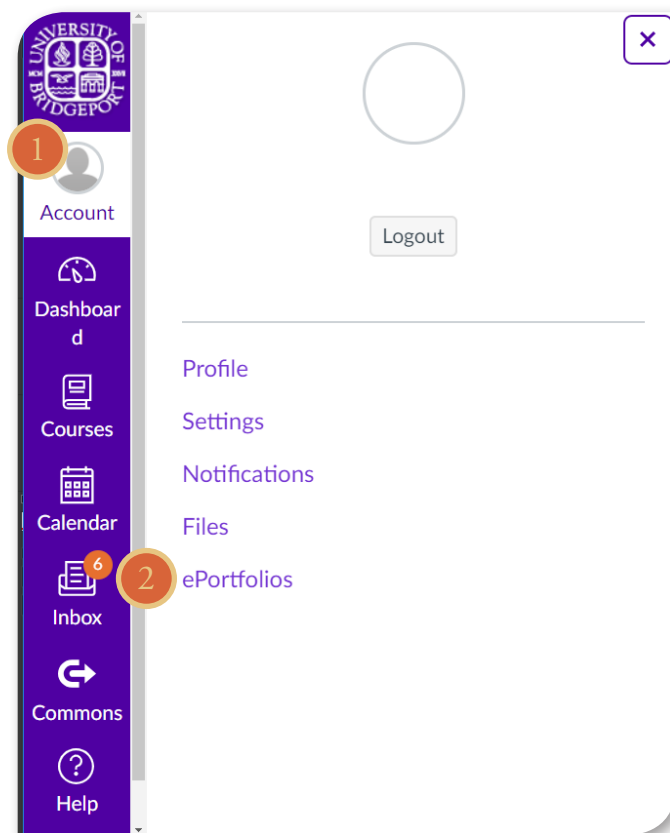 UNIVERSITY OF
BRIDGEPORT
1
Account
Dashboar
d
Courses
Calendar
6
Inbox
Commons
Help
×
Logout
Profile
Settings
Notifications
Files
2
ePortfolios